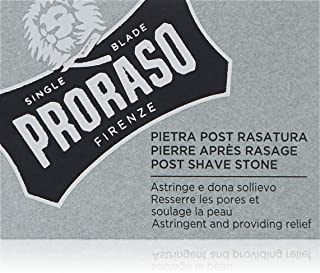 SINGLE BLADE
PRORASO
FIRENZE
PIETRA POST RASATURA
PIERRE APRÈS RASAGE
POST SHAVE STONE
Astringe e dona sollievo
Resserre les pores et
soulage la peau
Astringent and providing relief